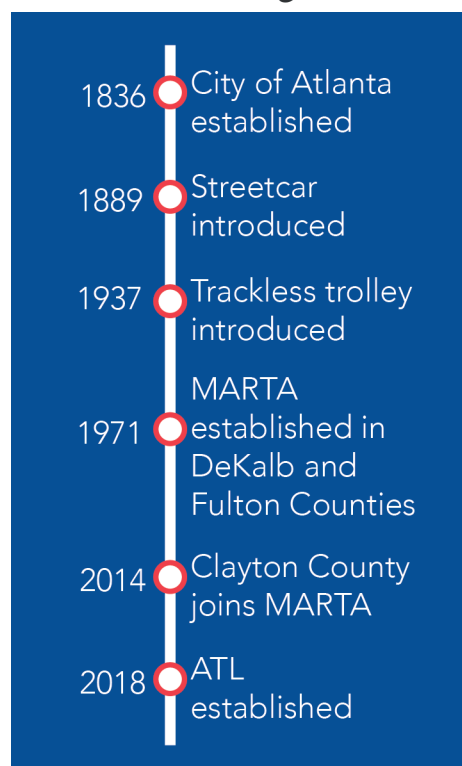 1836
City of Atlanta
established
1889
Streetcar
introduced
1937
Trackless trolley
introduced
1971
MARTA
established in
DeKalb and
Fulton Counties
2014
Clayton County
joins MARTA
2018
ATL
established